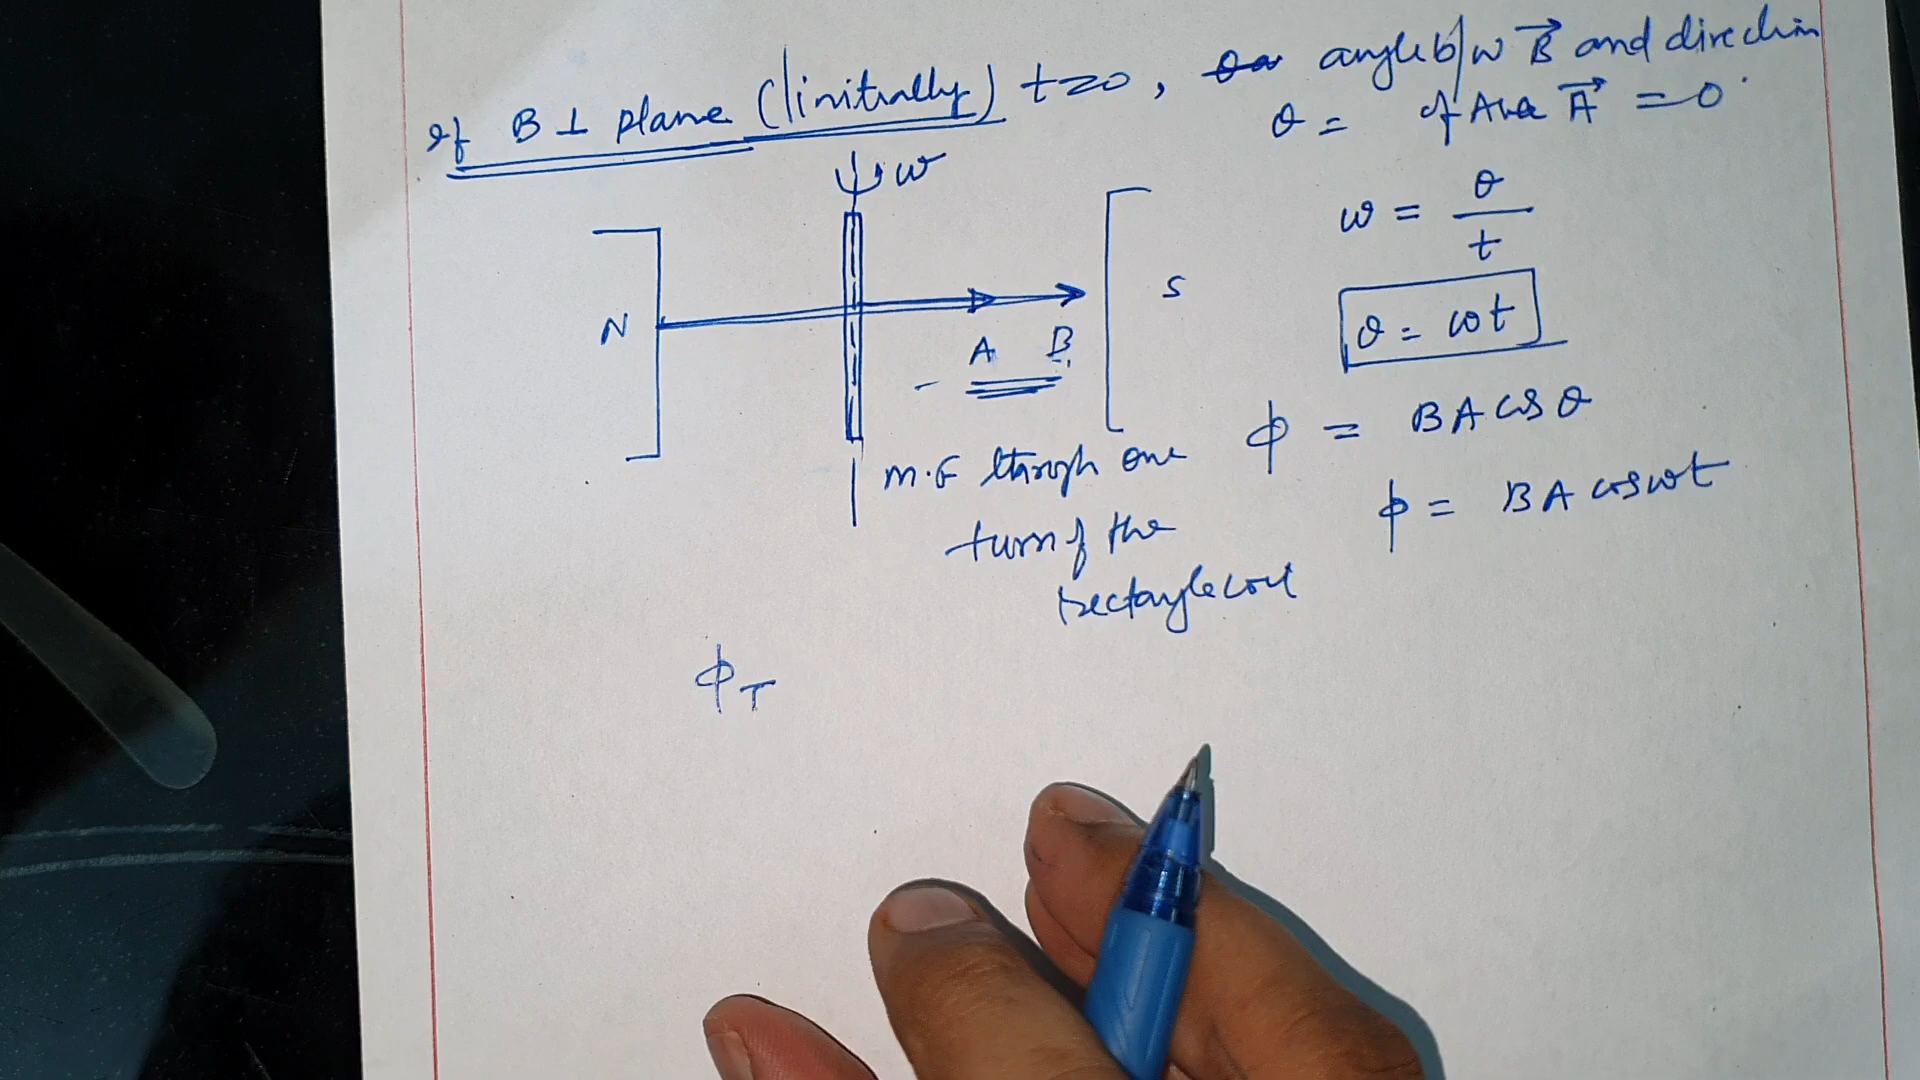 If B ⊥ plane (Initially) t=0, angle b/w B⃗ and direction
θ = of Area A⃗ = 0
ω
N
A B
S
ω = θ/t
θ = ωt
ϕ = BA cos θ
M.F through one
turn of the
rectangle coil
ϕ = BA cos ωt
ϕT